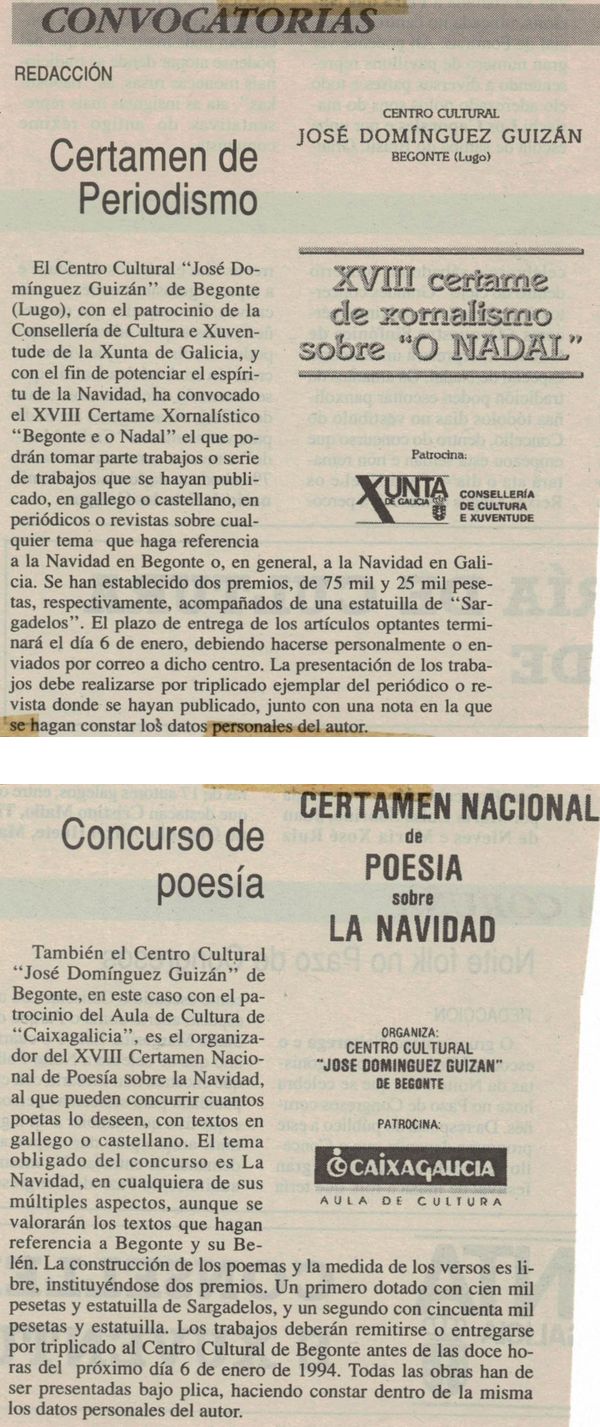 CONVOCATORIAS
REDACCIÓN
Certamen de
Periodismo
CENTRO CULTURAL
JOSÉ DOMÍNGUEZ GUIZÁN
BEGONTE (Lugo)
El Centro Cultural “José Do-
mínguez Guizán” de Begonte
(Lugo), con el patrocinio de la
Consellería de Cultura e Xuven-
tude de la Xunta de Galicia, y
con el fin de potenciar el espíri-
tu de la Navidad, ha convocado
el XVIII Certame Xornalístico
“Begonte e o Nadal” el que po-
drán tomar parte trabajos o serie
de trabajos que se hayan publi-
cado, en gallego o castellano, en
periódicos o revistas sobre cual-
quier tema que haga referencia
a la Navidad en Begonte o, en general, a la Navidad en Gali-
cia. Se han establecido dos premios, de 75 mil y 25 mil pese-
tas, respectivamente, acompañados de una estatuilla de “Sar-
gadelos”. El plazo de entrega de los artículos optantes termi-
nará el día 6 de enero, debiendo hacerse personalmente o en-
viados por correo a dicho centro. La presentación de los traba-
jos debe realizarse por triplicado ejemplar del periódico o re-
vista donde se hayan publicado, junto con una nota en la que
se hagan constar los datos personales del autor.
XVIII certame
de xornalismo
sobre “O NADAL”
Patrocina:
XUNTA
DE GALICIA
CONSELLERÍA
DE CULTURA
E XUVENTUDE
Concurso de
poesía
CERTAMEN NACIONAL
de
POESIA
sobre
LA NAVIDAD
También el Centro Cultural
“José Domínguez Guizán” de
Begonte, en este caso con el pa-
trocinio del Aula de Cultura de
“Caixagalicia”, es el organiza-
dor del XVIII Certamen Nacio-
nal de Poesía sobre la Navidad,
al que pueden concurrir cuantos
poetas lo deseen, con textos en
gallego o castellano. El tema
obligado del concurso es La
Navidad, en cualquiera de sus
múltiples aspectos, aunque se
valorarán los textos que hagan
referencia a Begonte y su Be-
lén. La construcción de los poemas y la medida de los versos es li-
bre, instituyéndose dos premios. Un primero dotado con cien mil
pesetas y estatuilla de Sargadelos, y un segundo con cincuenta mil
pesetas y estatuilla. Los trabajos deberán remitirse o entregarse
por triplicado al Centro Cultural de Begonte antes de las doce ho-
ras del próximo día 6 de enero de 1994. Todas las obras han de
ser presentadas bajo plica, haciendo constar dentro de la misma
los datos personales del autor.
ORGANIZA:
CENTRO CULTURAL
"JOSE DOMINGUEZ GUIZAN"
DE BEGONTE
PATROCINA:
CAIXAGALICIA
AULA DE CULTURA